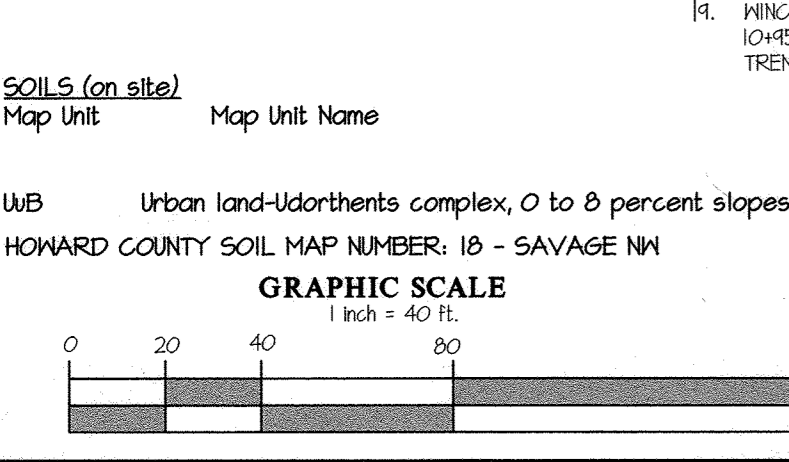 19. WINC
10+95
TREN
SOILS (on site)
Map Unit Map Unit Name
UuB Urban land-Udorthents complex, 0 to 8 percent slopes
HOWARD COUNTY SOIL MAP NUMBER: 18 - SAVAGE NW
GRAPHIC SCALE
1 inch = 40 ft.
0 20 40 80